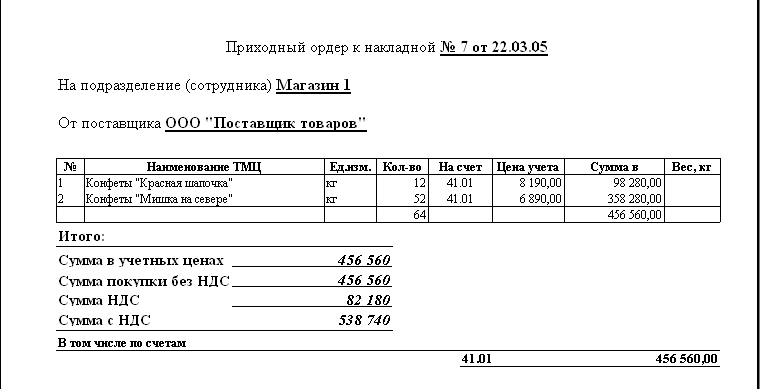 Приходный ордер к накладной № 7 от 22.03.05
На подразделение (сотрудника) Магазин 1
От поставщика ООО "Поставщик товаров"
№ Наименование ТМЦ Ед.изм. Кол-во На счет Цена учета Сумма в Вес, кг
1 Конфеты "Красная шапочка" кг 12 41.01 8 190,00 98 280,00
2 Конфеты "Мишка на севере" кг 52 41.01 6 890,00 358 280,00
64 456 560,00
Итого:
Сумма в учетных ценах 456 560
Сумма покупки без НДС 456 560
Сумма НДС 82 180
Сумма с НДС 538 740
В том числе по счетам
41.01 456 560,00